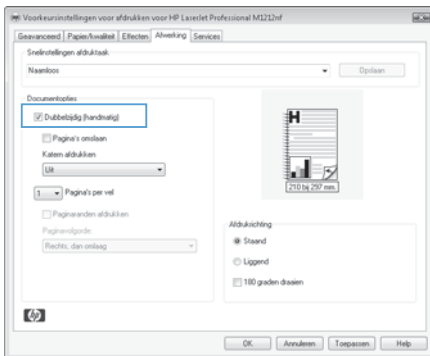 Voorkeursinstellingen voor afdrukken voor HP LaserJet Professional M1212nf
Geavanceerd Papier/kwaliteit Effecten Afwerking Services
Snelinstellingen afdruktaak
Naamloos Opslaan
Documentopties
Dubbelzijdig (handmatig)
Pagina's omslaan
Katern afdrukken
Uit
1 Pagina's per vel
Paginaranden afdrukken
Paginavolgorde:
Rechts, dan omlaag
210 bij 297 mm.
Afdrukrichting
Staand
Liggend
180 graden draaien
hp
OK Annuleren Toepassen Help